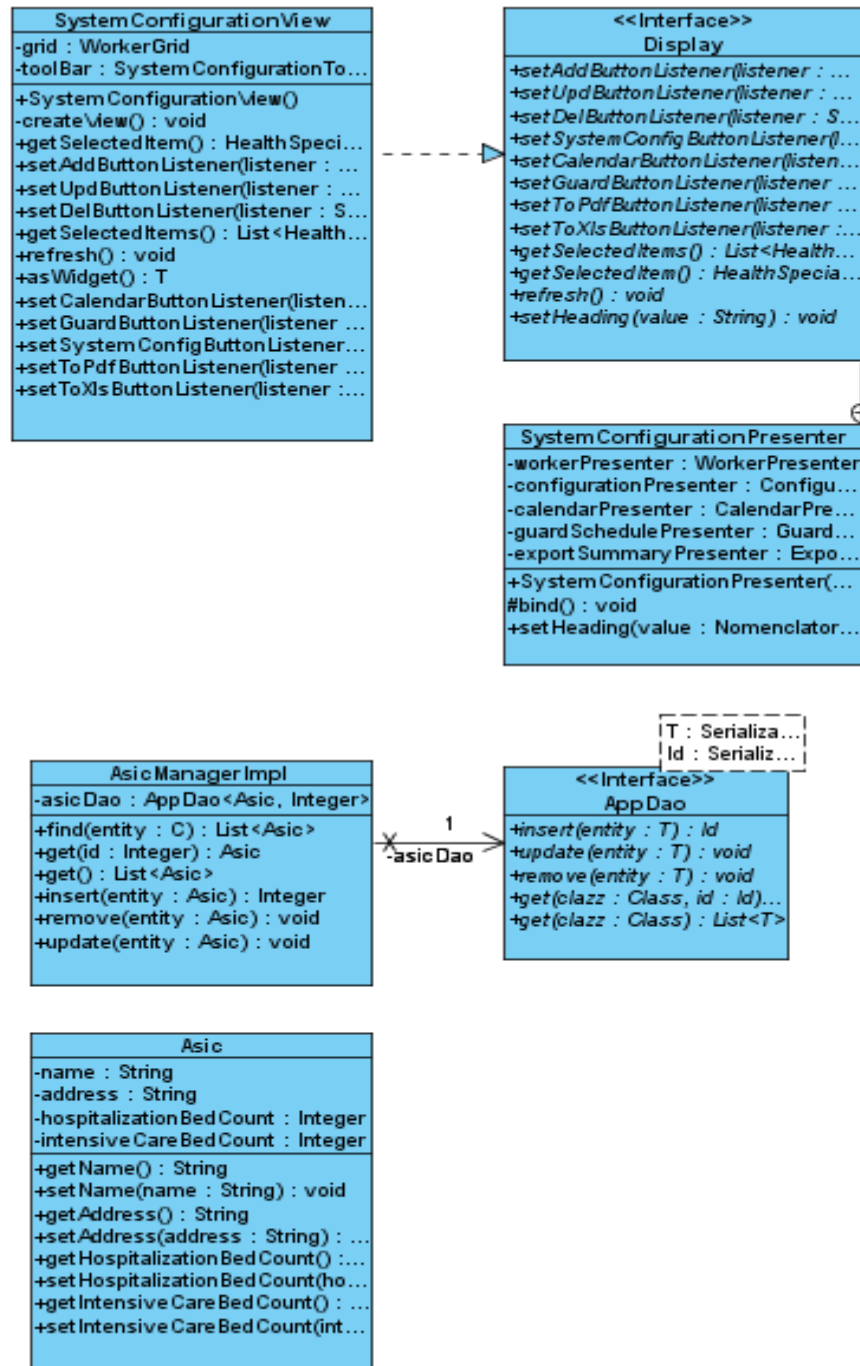 SystemConfigurationView
-grid : WorkerGrid
-toolBar : SystemConfigurationTo...
+SystemConfigurationView()
-createView() : void
+getSelectedItem() : HealthSpeci...
+setAddButtonListener(listener : ...
+setUpdButtonListener(listener : ...
+setDelButtonListener(listener : S...
+getSelectedItems() : List<Health...
+refresh() : void
+asWidget() : T
+setCalendarButtonListener(listen...
+setGuardButtonListener(listener ...
+setSystemConfigButtonListener...
+setToPdfButtonListener(listener ...
+setToXlsButtonListener(listener :...
<<Interface>>
Display
+setAddButtonListener(listener : ...
+setUpdButtonListener(listener : ...
+setDelButtonListener(listener : S...
+setSystemConfigButtonListener(l...
+setCalendarButtonListener(listen...
+setGuardButtonListener(listener ...
+setToPdfButtonListener(listener ...
+setToXlsButtonListener(listener :...
+getSelectedItems() : List<Health...
+getSelectedItem() : HealthSpecia...
+refresh() : void
+setHeading(value : String) : void
SystemConfigurationPresenter
-workerPresenter : WorkerPresenter
-configurationPresenter : Configu...
-calendarPresenter : CalendarPre...
-guardSchedulePresenter : Guard...
-exportSummaryPresenter : Expo...
+SystemConfigurationPresenter(...
#bind() : void
+setHeading(value : Nomenclator...
AsicManagerImpl
-asicDao : AppDao<Asic, Integer>
+find(entity : C) : List<Asic>
+get(id : Integer) : Asic
+get() : List<Asic>
+insert(entity : Asic) : Integer
+remove(entity : Asic) : void
+update(entity : Asic) : void
1
-asicDao
T : Serializa...
Id : Serializ...
<<Interface>>
AppDao
+insert(entity : T) : Id
+update(entity : T) : void
+remove(entity : T) : void
+get(clazz : Class, id : Id)...
+get(clazz : Class) : List<T>
Asic
-name : String
-address : String
-hospitalizationBedCount : Integer
-intensiveCareBedCount : Integer
+getName() : String
+setName(name : String) : void
+getAddress() : String
+setAddress(address : String) : ...
+getHospitalizationBedCount() :...
+setHospitalizationBedCount(ho...
+getIntensiveCareBedCount() : ...
+setIntensiveCareBedCount(int...